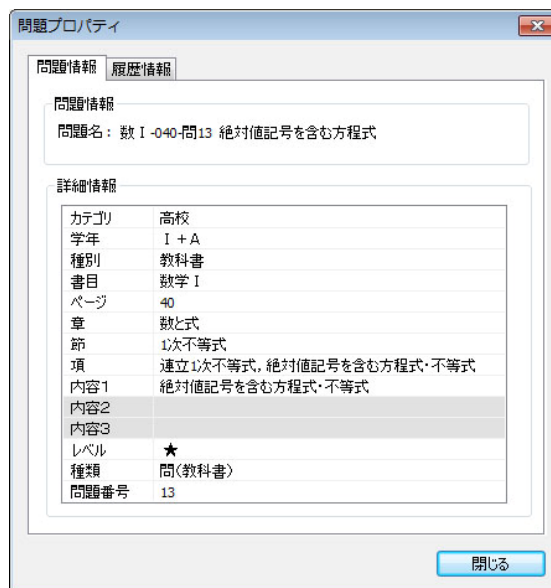 問題プロパティ
問題情報 履歴情報
問題情報
問題名： 数Ⅰ-040-問13 絶対値記号を含む方程式
詳細情報
カテゴリ 高校
学年 Ⅰ＋A
種別 教科書
書目 数学Ⅰ
ページ 40
章 数と式
節 1次不等式
項 連立1次不等式，絶対値記号を含む方程式・不等式
内容1 絶対値記号を含む方程式・不等式
内容2
内容3
レベル ★
種類 問(教科書)
問題番号 13
閉じる